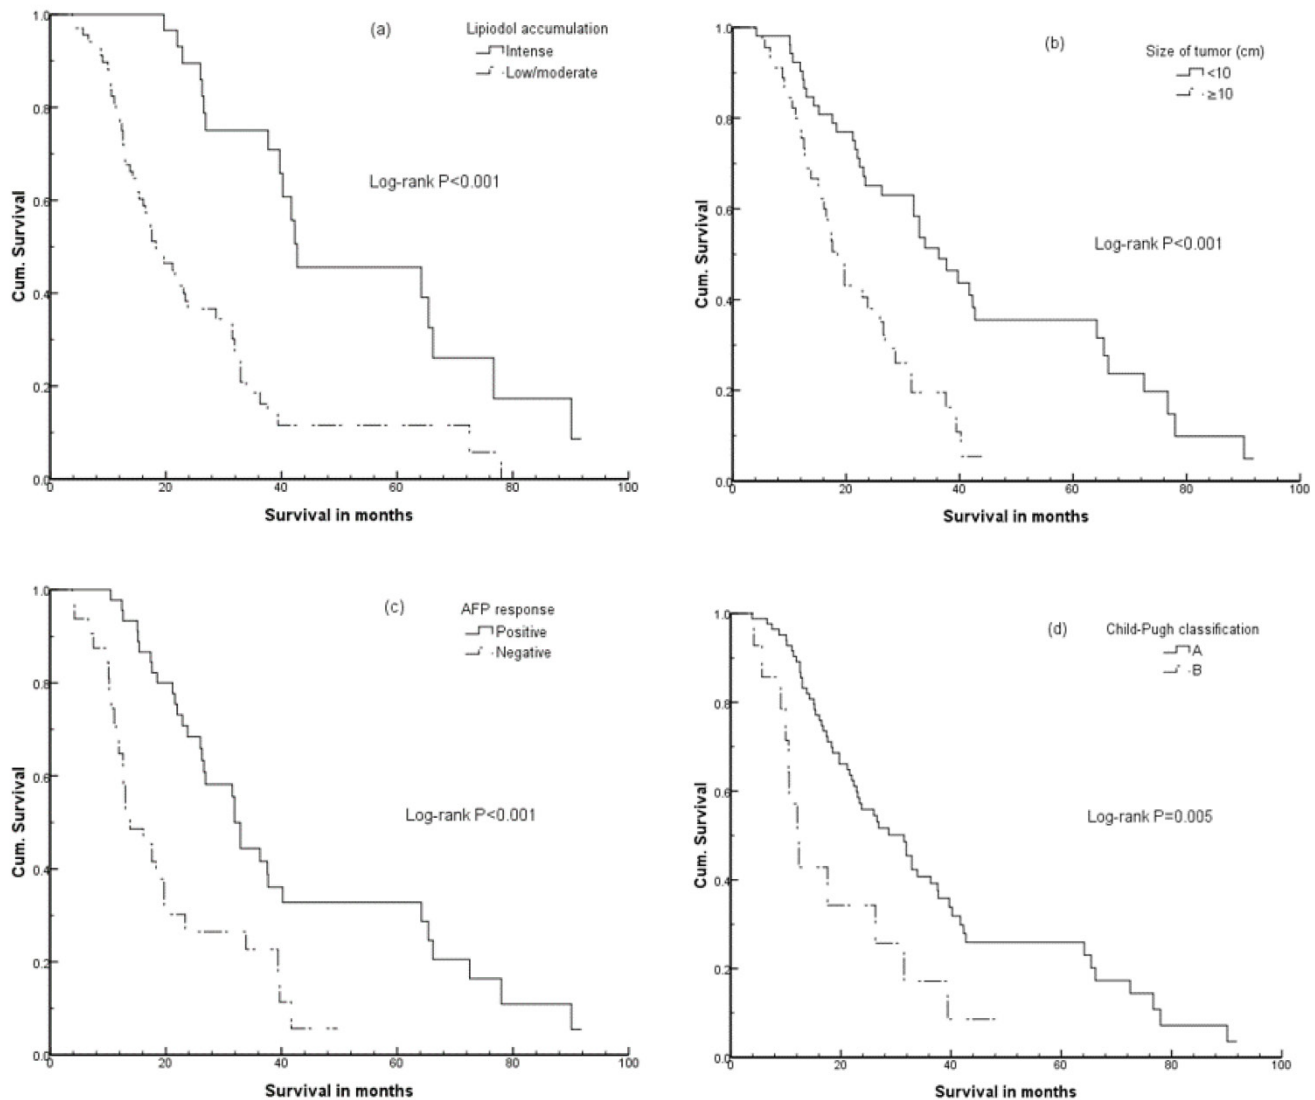 (a)
Lipiodol accumulation
Intense
Low/moderate
Log-rank P<0.001
Cum. Survival
1.0
0.8
0.6
0.4
0.2
0.0
0 20 40 60 80 100
Survival in months
(b)
Size of tumor (cm)
<10
≥10
Log-rank P<0.001
Cum. Survival
1.0
0.8
0.6
0.4
0.2
0.0
0 20 40 60 80 100
Survival in months
(c)
AFP response
Positive
Negative
Log-rank P<0.001
Cum. Survival
1.0
0.8
0.6
0.4
0.2
0.0
0 20 40 60 80 100
Survival in months
(d)
Child-Pugh classification
A
B
Log-rank P=0.005
Cum. Survival
1.0
0.8
0.6
0.4
0.2
0.0
0 20 40 60 80 100
Survival in months